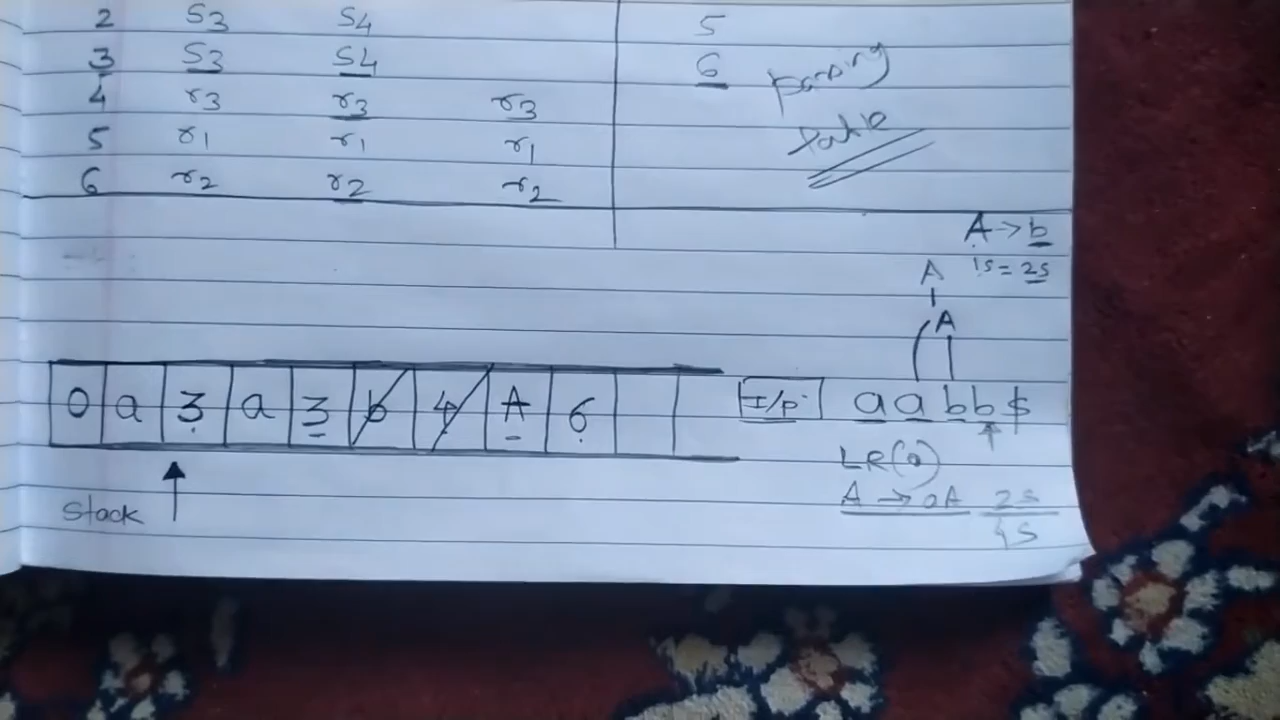 2 S3 S4 5
3 S3 S4 6
4 r3 r3 r3
5 r1 r1 r1
6 r2 r2 r2
parsing
table
A → b
1s = 2s
A
A
0 a 3 a 3 b 4 A 6
I/p. a a b b $
Stack
LR(0)
A → aA 2s
4s